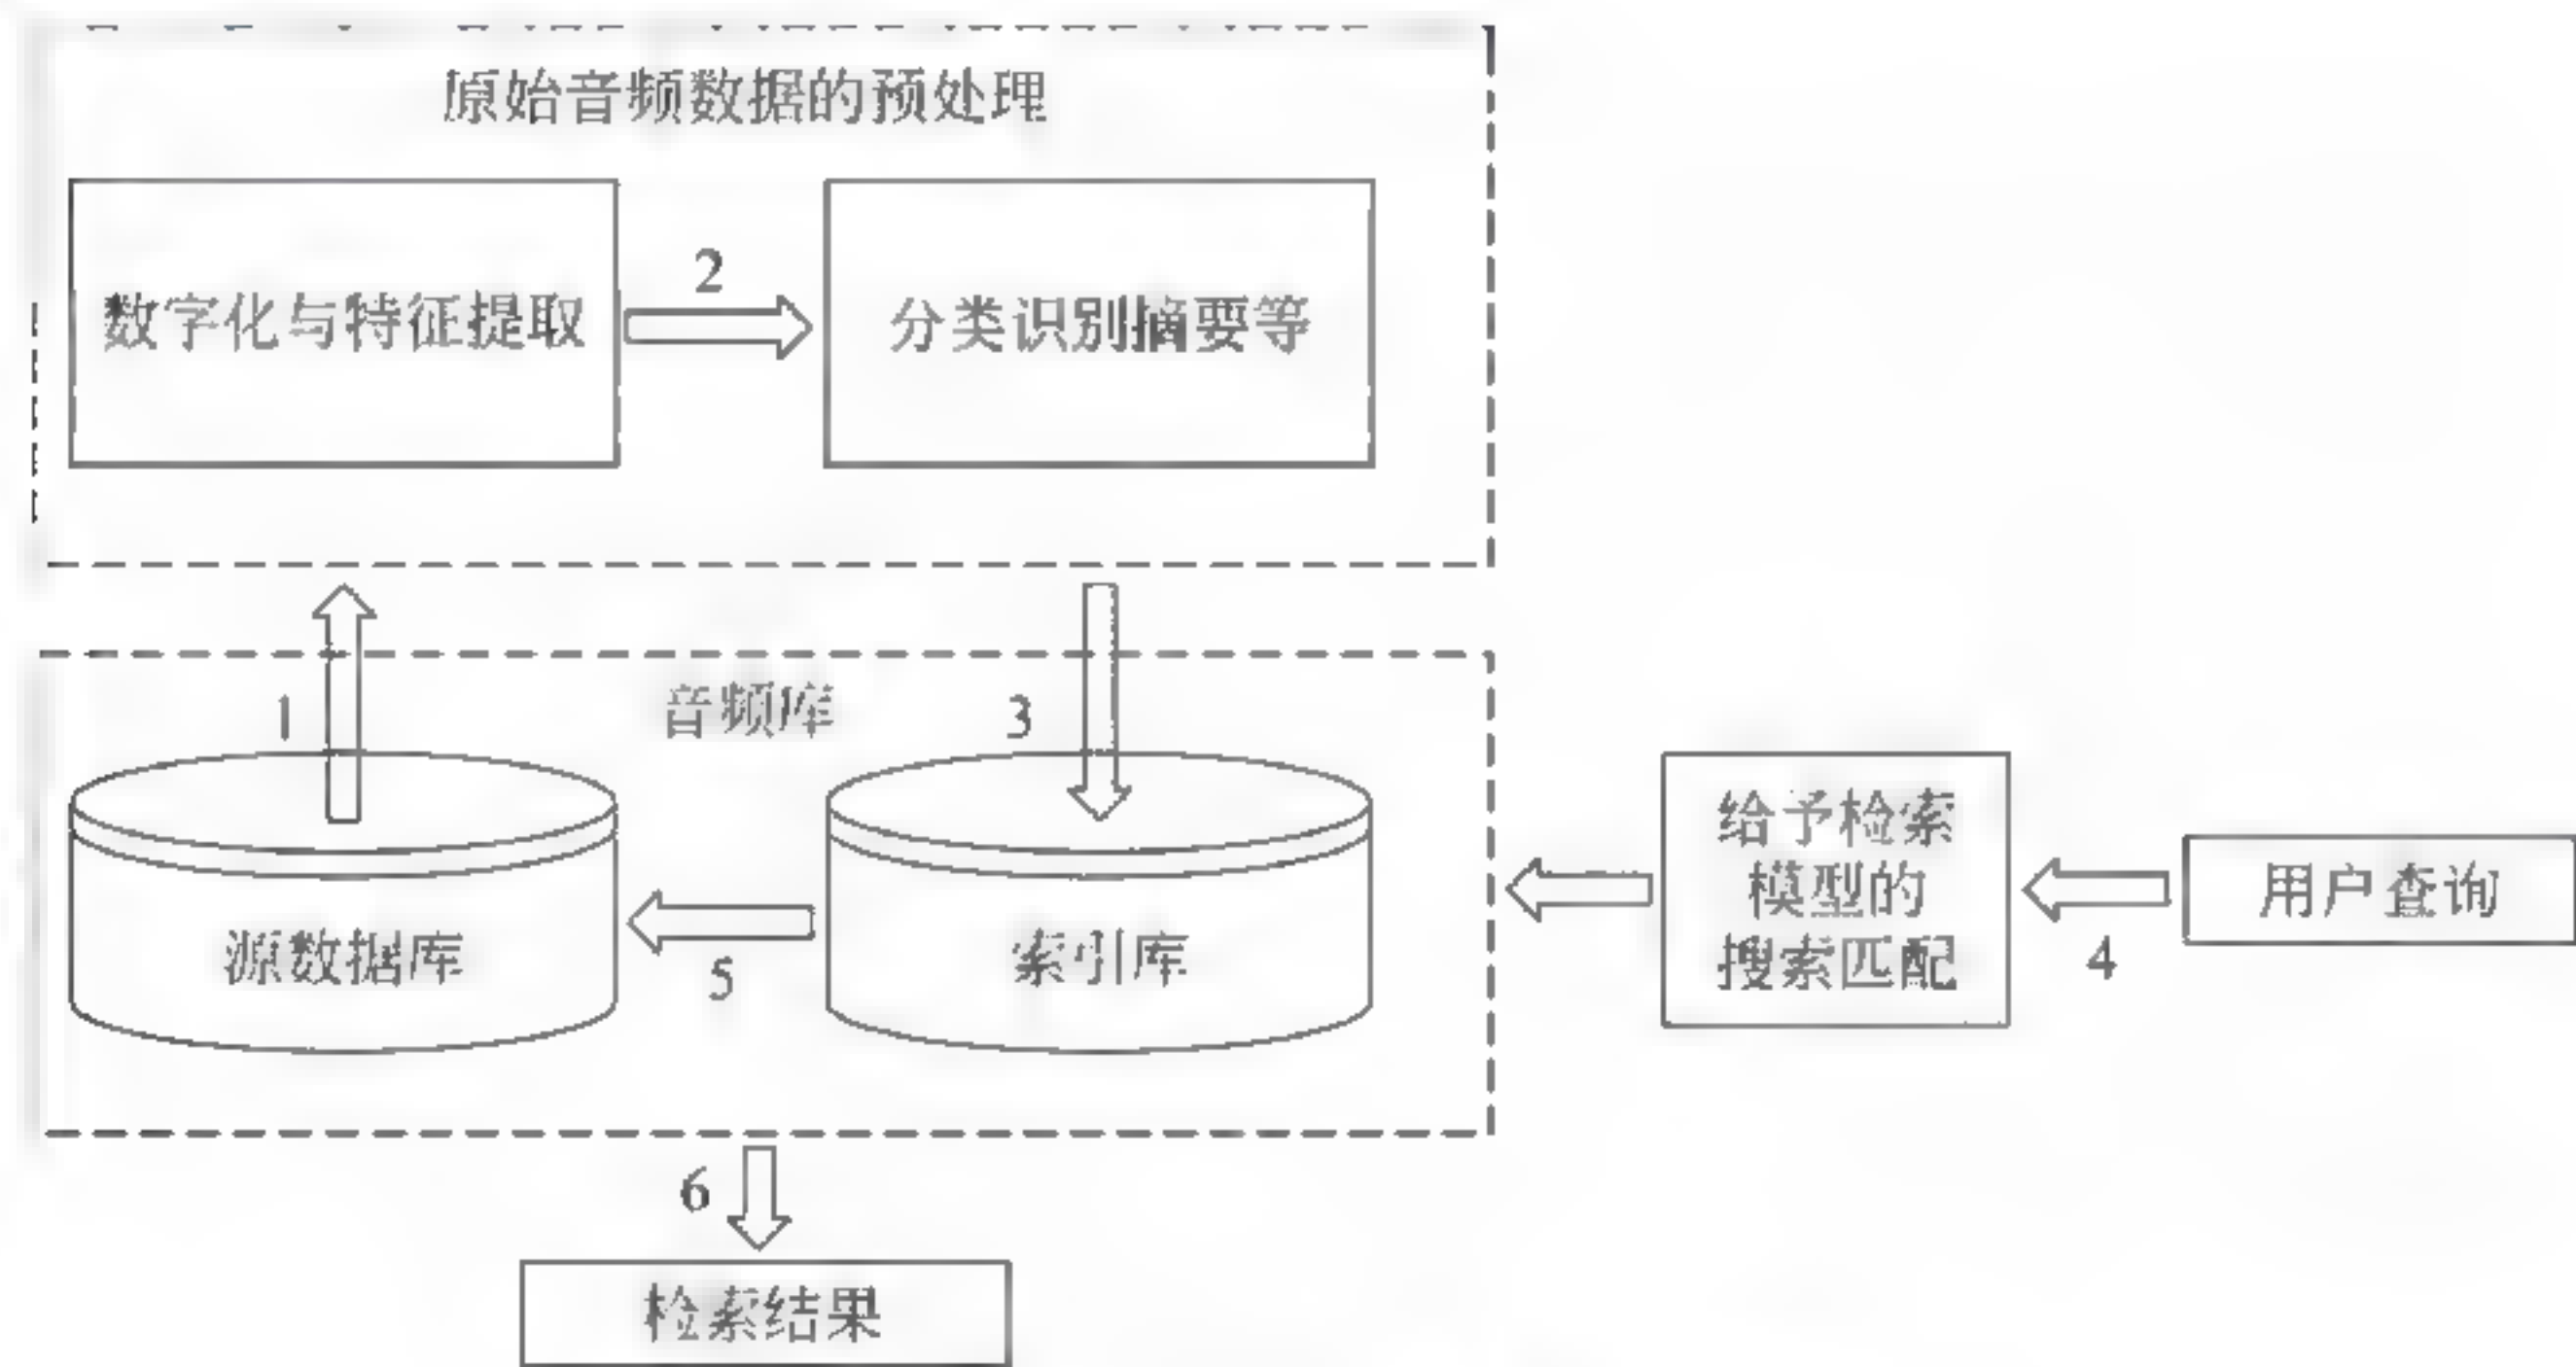 原始音频数据的预处理
数字化与特征提取
2
分类识别摘要等
1
音频库
3
源数据库
5
索引库
给予检索
模型的
搜索匹配
4
用户查询
6
检索结果